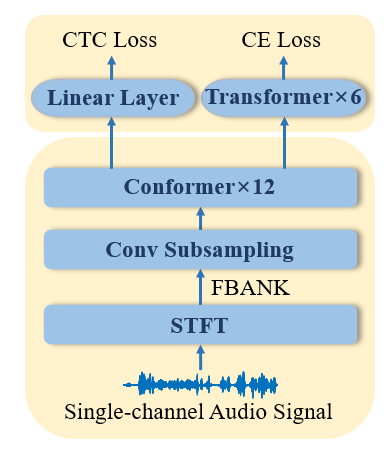 CTC Loss
CE Loss
Linear Layer
Transformer×6
Conformer×12
Conv Subsampling
FBANK
STFT
Single-channel Audio Signal